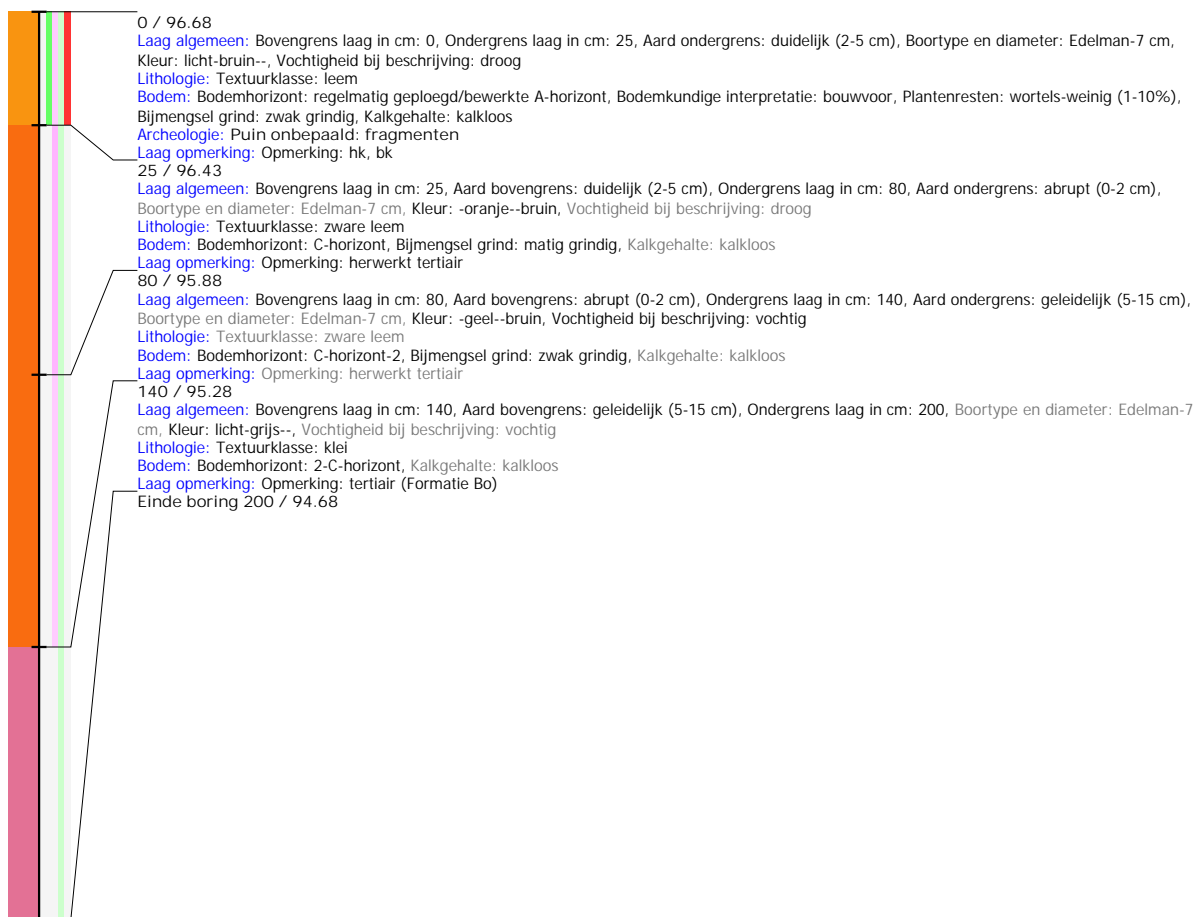 0 / 96.68
Laag algemeen: Bovengrens laag in cm: 0, Ondergrens laag in cm: 25, Aard ondergrens: duidelijk (2-5 cm), Boortype en diameter: Edelman-7 cm,
Kleur: licht-bruin--, Vochtigheid bij beschrijving: droog
Lithologie: Textuurklasse: leem
Bodem: Bodemhorizont: regelmatig geploegd/bewerkte A-horizont, Bodemkundige interpretatie: bouwvoor, Plantenresten: wortels-weinig (1-10%),
Bijmengsel grind: zwak grindig, Kalkgehalte: kalkloos
Archeologie: Puin onbepaald: fragmenten
Laag opmerking: Opmerking: hk, bk
25 / 96.43
Laag algemeen: Bovengrens laag in cm: 25, Aard bovengrens: duidelijk (2-5 cm), Ondergrens laag in cm: 80, Aard ondergrens: abrupt (0-2 cm),
Boortype en diameter: Edelman-7 cm, Kleur: -oranje--bruin, Vochtigheid bij beschrijving: droog
Lithologie: Textuurklasse: zware leem
Bodem: Bodemhorizont: C-horizont, Bijmengsel grind: matig grindig, Kalkgehalte: kalkloos
Laag opmerking: Opmerking: herwerkt tertiair
80 / 95.88
Laag algemeen: Bovengrens laag in cm: 80, Aard bovengrens: abrupt (0-2 cm), Ondergrens laag in cm: 140, Aard ondergrens: geleidelijk (5-15 cm),
Boortype en diameter: Edelman-7 cm, Kleur: -geel--bruin, Vochtigheid bij beschrijving: vochtig
Lithologie: Textuurklasse: zware leem
Bodem: Bodemhorizont: C-horizont-2, Bijmengsel grind: zwak grindig, Kalkgehalte: kalkloos
Laag opmerking: Opmerking: herwerkt tertiair
140 / 95.28
Laag algemeen: Bovengrens laag in cm: 140, Aard bovengrens: geleidelijk (5-15 cm), Ondergrens laag in cm: 200, Boortype en diameter: Edelman-7
cm, Kleur: licht-grijs--, Vochtigheid bij beschrijving: vochtig
Lithologie: Textuurklasse: klei
Bodem: Bodemhorizont: 2-C-horizont, Kalkgehalte: kalkloos
Laag opmerking: Opmerking: tertiair (Formatie Bo)
Einde boring 200 / 94.68